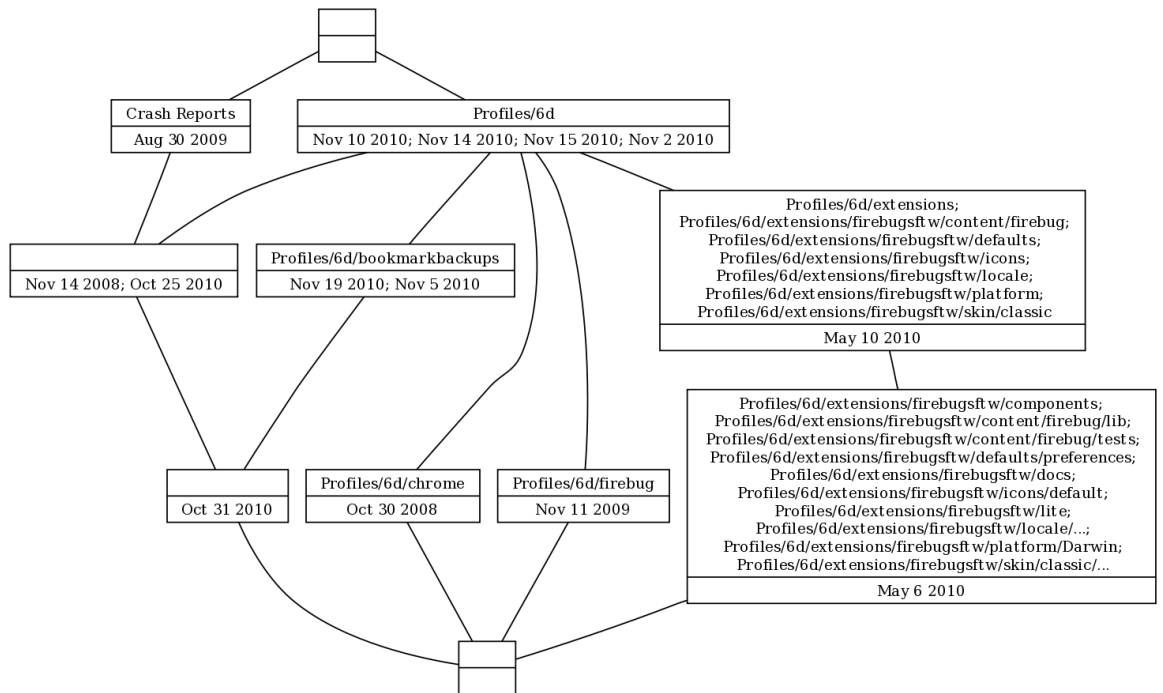 Crash Reports
Aug 30 2009
Profiles/6d
Nov 10 2010; Nov 14 2010; Nov 15 2010; Nov 2 2010
Profiles/6d/extensions;
Profiles/6d/extensions/firebugsftw/content/firebug;
Profiles/6d/extensions/firebugsftw/defaults;
Profiles/6d/extensions/firebugsftw/icons;
Profiles/6d/extensions/firebugsftw/locale;
Profiles/6d/extensions/firebugsftw/platform;
Profiles/6d/extensions/firebugsftw/skin/classic
May 10 2010
Nov 14 2008; Oct 25 2010
Profiles/6d/bookmarkbackups
Nov 19 2010; Nov 5 2010
Profiles/6d/extensions/firebugsftw/components;
Profiles/6d/extensions/firebugsftw/content/firebug/lib;
Profiles/6d/extensions/firebugsftw/content/firebug/tests;
Profiles/6d/extensions/firebugsftw/defaults/preferences;
Profiles/6d/extensions/firebugsftw/docs;
Profiles/6d/extensions/firebugsftw/icons/default;
Profiles/6d/extensions/firebugsftw/lite;
Profiles/6d/extensions/firebugsftw/locale/...;
Profiles/6d/extensions/firebugsftw/platform/Darwin;
Profiles/6d/extensions/firebugsftw/skin/classic/...
May 6 2010
Oct 31 2010
Profiles/6d/chrome
Oct 30 2008
Profiles/6d/firebug
Nov 11 2009